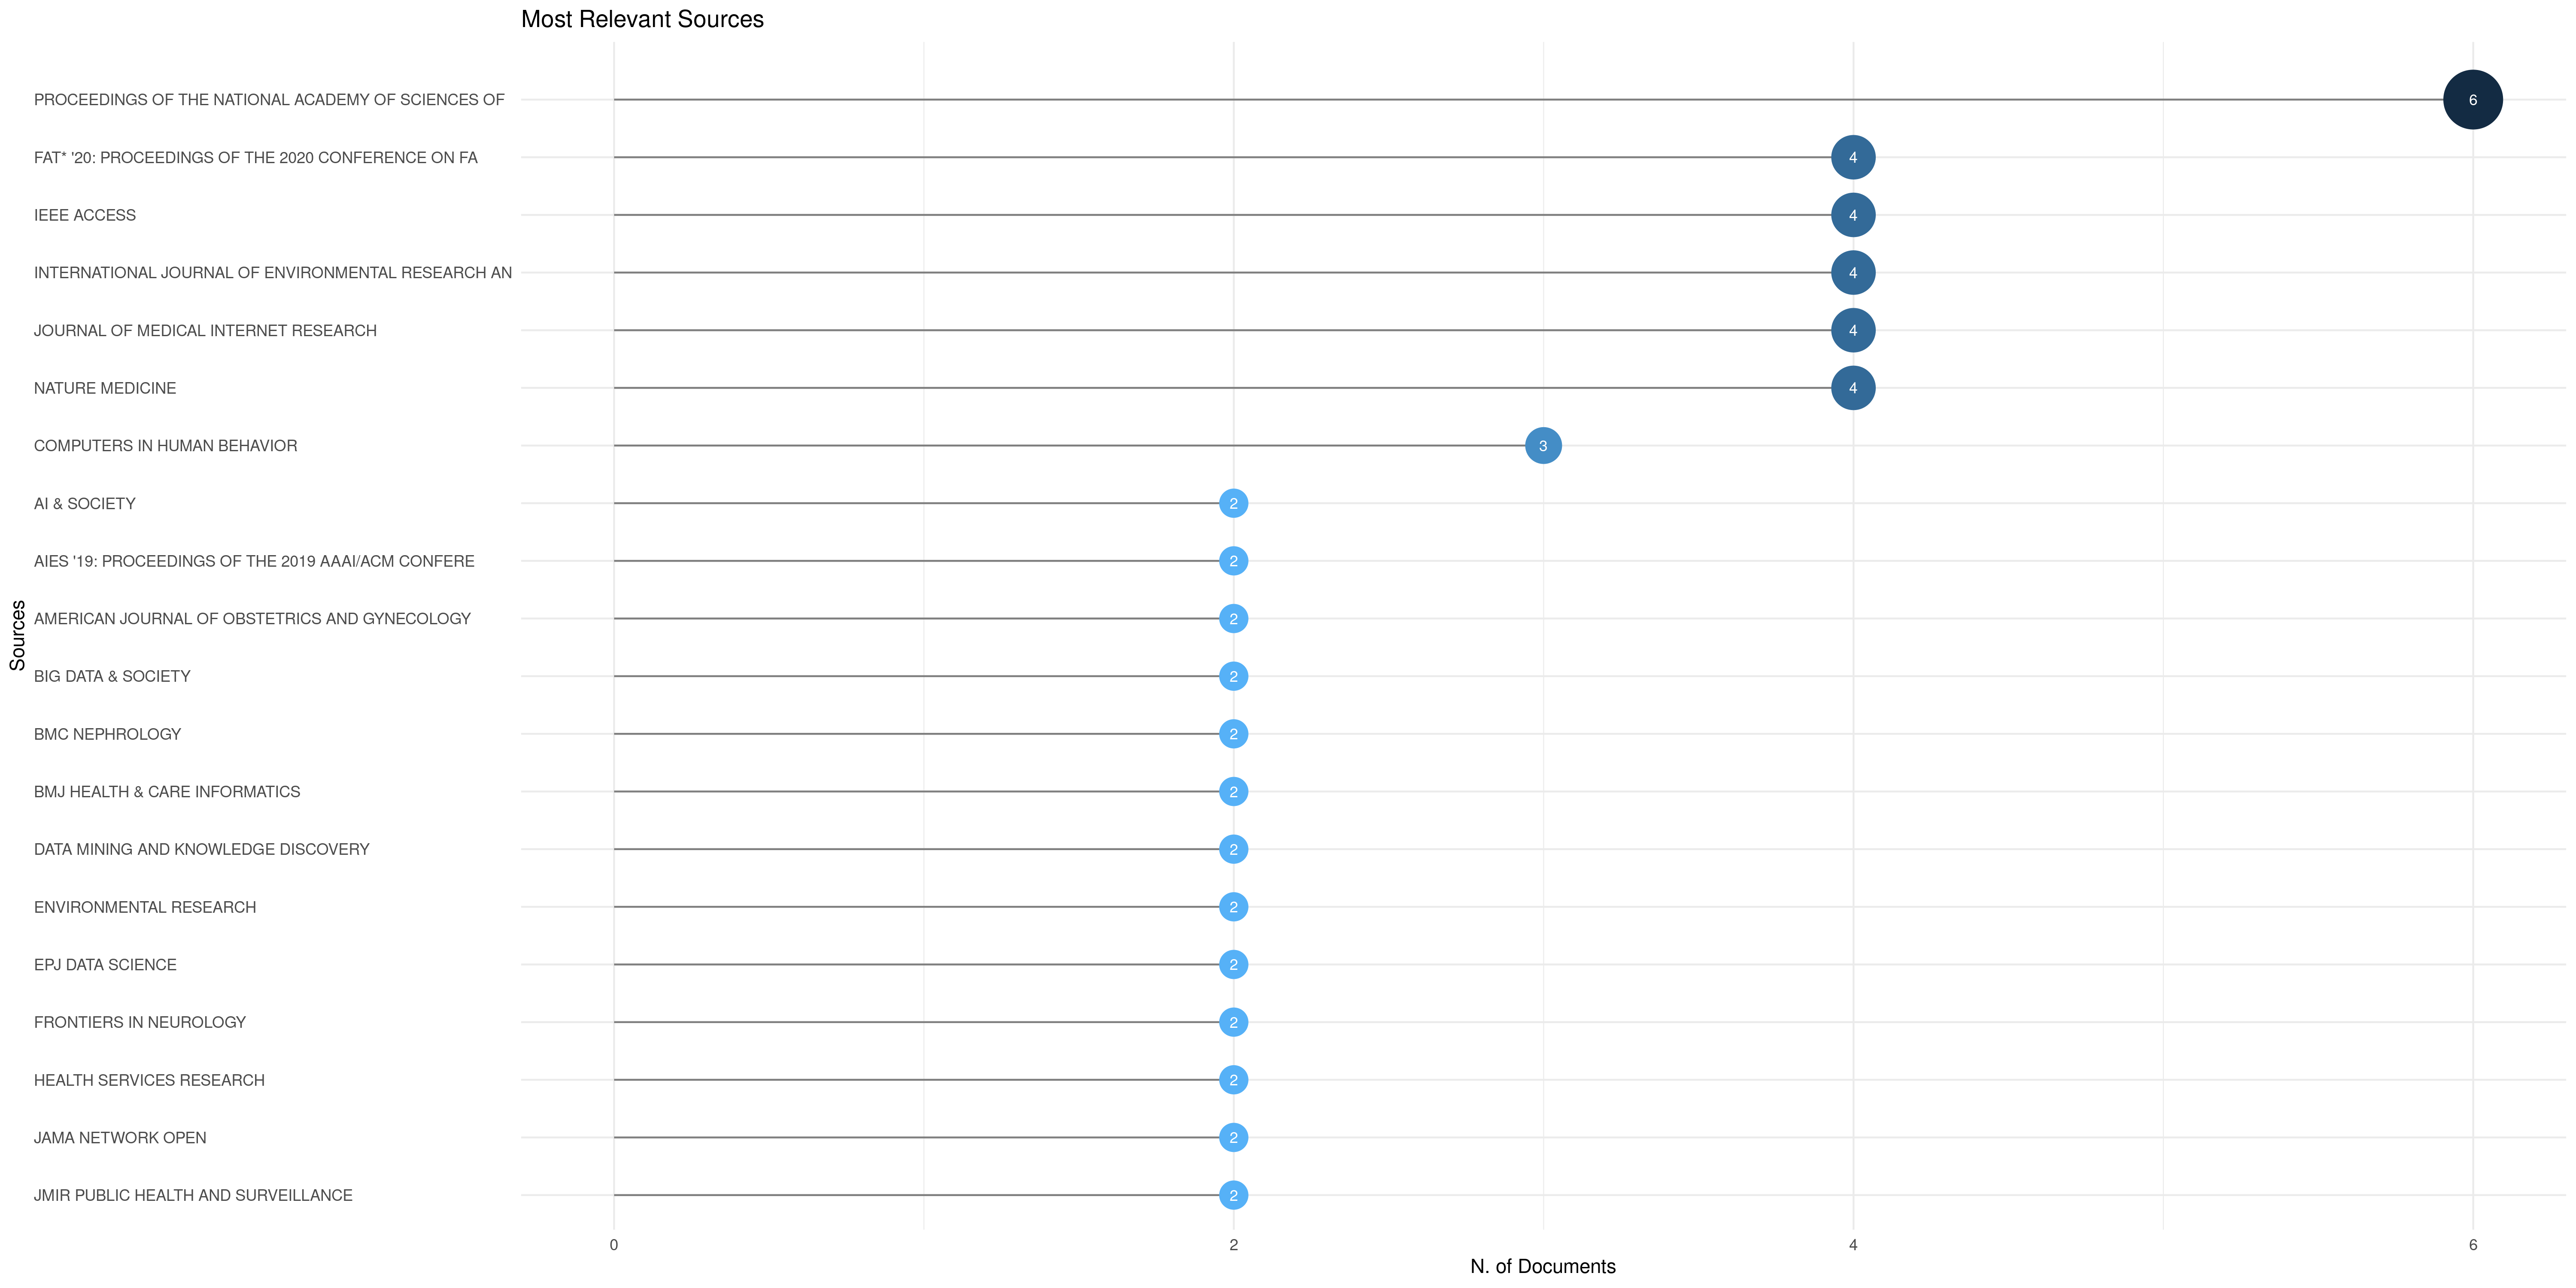 Most Relevant Sources
PROCEEDINGS OF THE NATIONAL ACADEMY OF SCIENCES OF
6
FAT* '20: PROCEEDINGS OF THE 2020 CONFERENCE ON FA
4
IEEE ACCESS
4
INTERNATIONAL JOURNAL OF ENVIRONMENTAL RESEARCH AN
4
JOURNAL OF MEDICAL INTERNET RESEARCH
4
NATURE MEDICINE
4
COMPUTERS IN HUMAN BEHAVIOR
3
AI & SOCIETY
2
AIES '19: PROCEEDINGS OF THE 2019 AAAI/ACM CONFERE
2
AMERICAN JOURNAL OF OBSTETRICS AND GYNECOLOGY
2
Sources
BIG DATA & SOCIETY
2
BMC NEPHROLOGY
2
BMJ HEALTH & CARE INFORMATICS
2
DATA MINING AND KNOWLEDGE DISCOVERY
2
ENVIRONMENTAL RESEARCH
2
EPJ DATA SCIENCE
2
FRONTIERS IN NEUROLOGY
2
HEALTH SERVICES RESEARCH
2
JAMA NETWORK OPEN
2
JMIR PUBLIC HEALTH AND SURVEILLANCE
2
0 2 4 6
N. of Documents